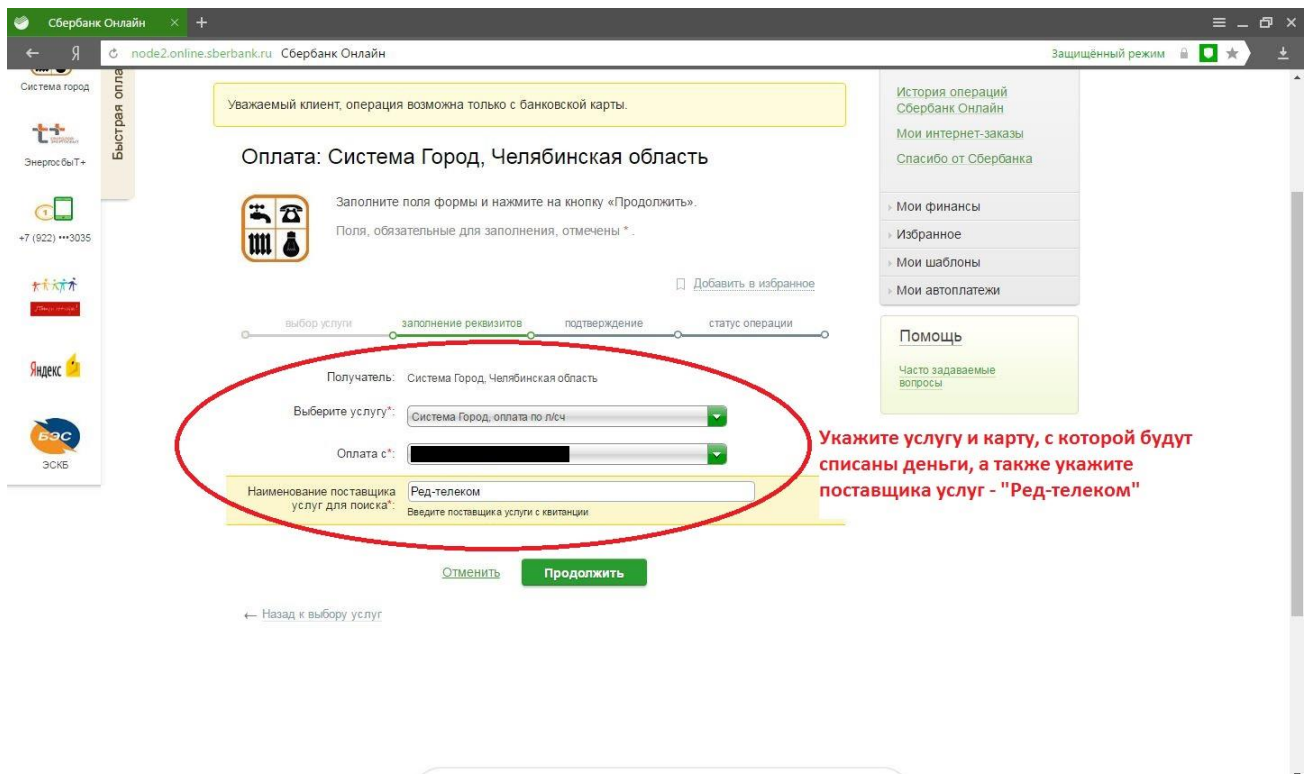 Сбербанк Онлайн
Я node2.online.sberbank.ru Сбербанк Онлайн Защищённый режим
Система город
Быстрая опла
ЭнергосбыТ+
+7 (922) •••3035
Яндекс
БЭС
ЭСКБ
Уважаемый клиент, операция возможна только с банковской карты.
Оплата: Система Город, Челябинская область
Заполните поля формы и нажмите на кнопку «Продолжить».
Поля, обязательные для заполнения, отмечены * .
Добавить в избранное
выбор услуги заполнение реквизитов подтверждение статус операции
Получатель: Система Город, Челябинская область
Выберите услугу*: Система Город, оплата по л/сч
Оплата с*:
Наименование поставщика
услуг для поиска*:
Ред-телеком
Введите поставщика услуги с квитанции
Отменить Продолжить
← Назад к выбору услуг
История операций
Сбербанк Онлайн
Мои интернет-заказы
Спасибо от Сбербанка
Мои финансы
Избранное
Мои шаблоны
Мои автоплатежи
Помощь
Часто задаваемые
вопросы
Укажите услугу и карту, с которой будут
списаны деньги, а также укажите
поставщика услуг - "Ред-телеком"